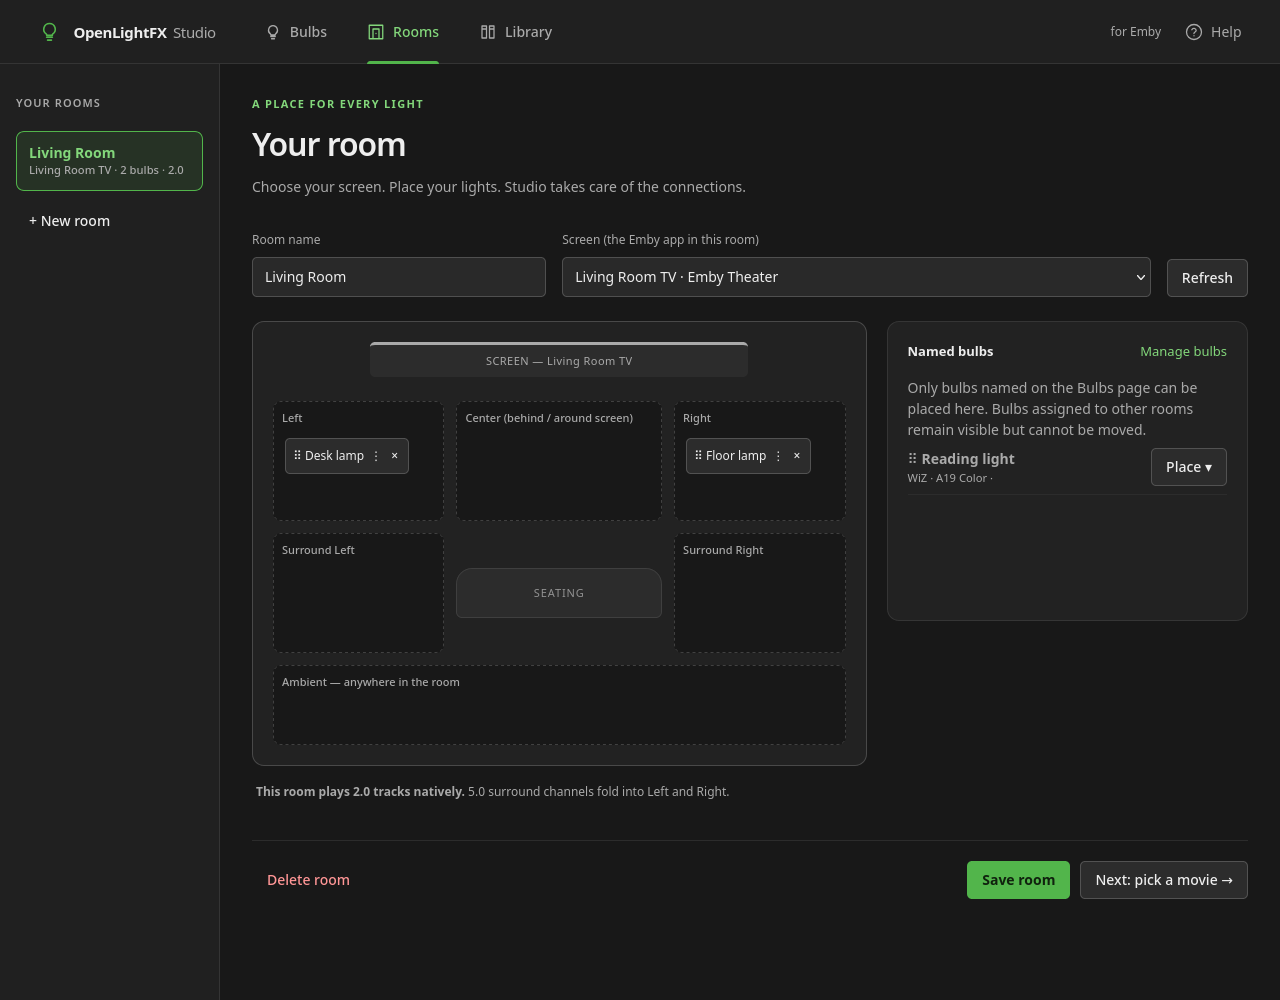 OpenLightFX Studio
Bulbs
Rooms
Library
for Emby
Help
YOUR ROOMS
Living Room
Living Room TV · 2 bulbs · 2.0
+ New room
A PLACE FOR EVERY LIGHT
Your room
Choose your screen. Place your lights. Studio takes care of the connections.
Room name
Screen (the Emby app in this room)
Living Room
Living Room TV · Emby Theater
Refresh
SCREEN — Living Room TV
Left
Center (behind / around screen)
Right
⠿ Desk lamp ⋮ ×
⠿ Floor lamp ⋮ ×
Surround Left
Surround Right
SEATING
Ambient — anywhere in the room
Named bulbs
Manage bulbs
Only bulbs named on the Bulbs page can be
placed here. Bulbs assigned to other rooms
remain visible but cannot be moved.
⠿ Reading light
WiZ · A19 Color ·
Place ▾
This room plays 2.0 tracks natively. 5.0 surround channels fold into Left and Right.
Delete room
Save room
Next: pick a movie →